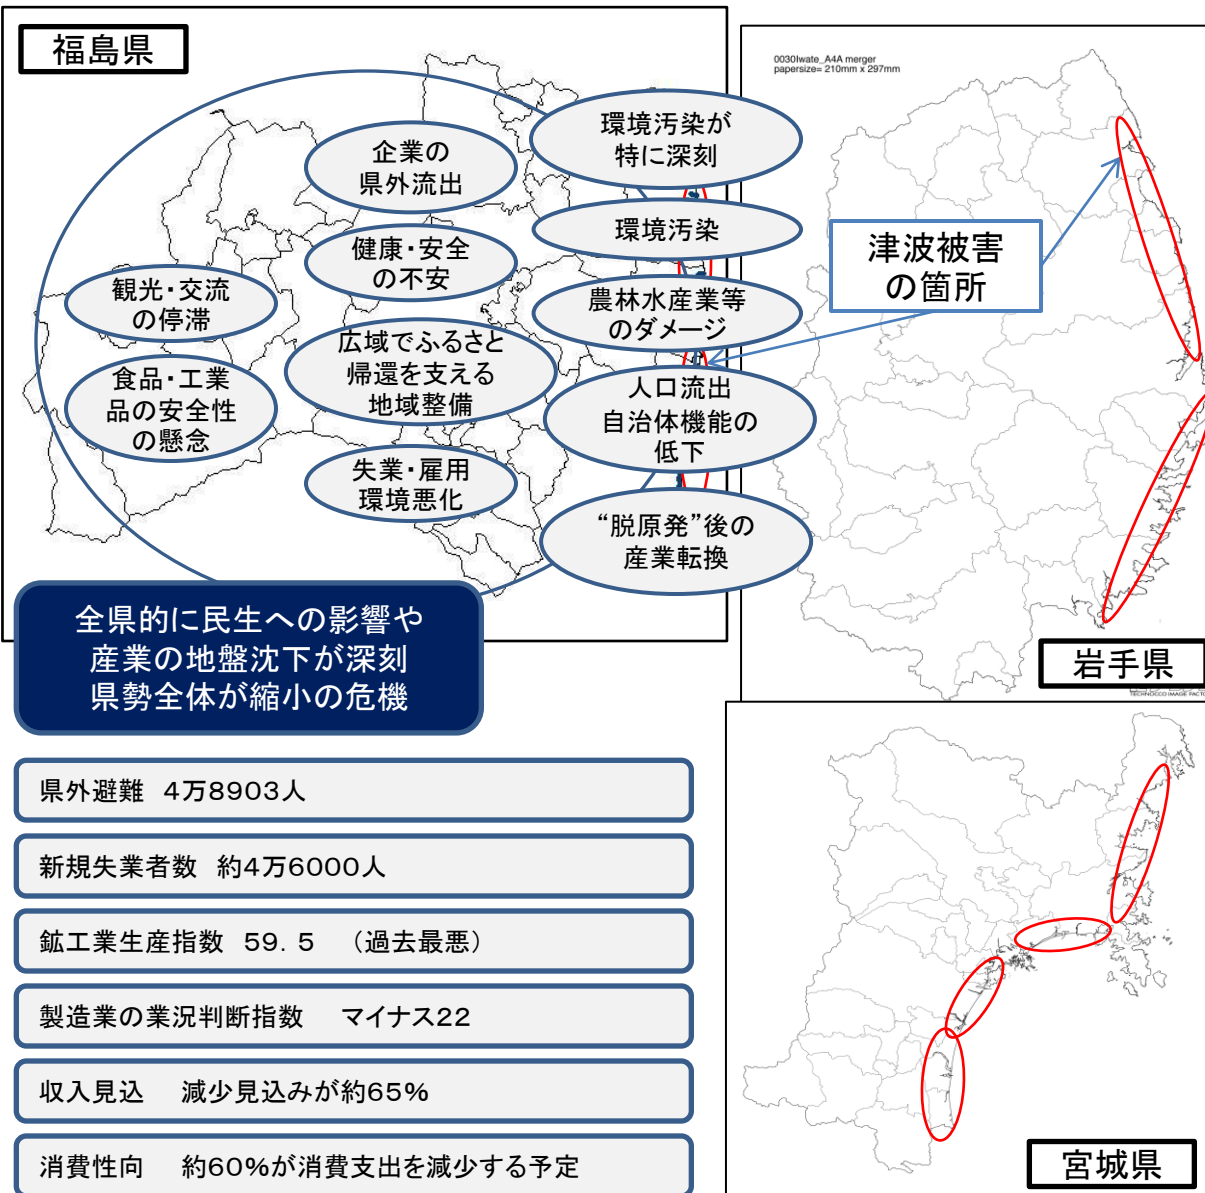 福島県
環境汚染が
特に深刻
企業の
県外流出
環境汚染
健康・安全
の不安
観光・交流
の停滞
農林水産業等
のダメージ
広域でふるさと
帰還を支える
地域整備
食品・工業
品の安全性
の懸念
人口流出
自治体機能の
低下
失業・雇用
環境悪化
“脱原発”後の
産業転換
全県的に民生への影響や
産業の地盤沈下が深刻
県勢全体が縮小の危機
0030Iwate_A4A merger
papersize= 210mm x 297mm
津波被害
の箇所
岩手県
TECHNOCCO IMAGE FACTO
県外避難 4万8903人
新規失業者数 約4万6000人
鉱工業生産指数 59．5 （過去最悪）
製造業の業況判断指数 マイナス22
収入見込 減少見込みが約65%
消費性向 約60%が消費支出を減少する予定
宮城県